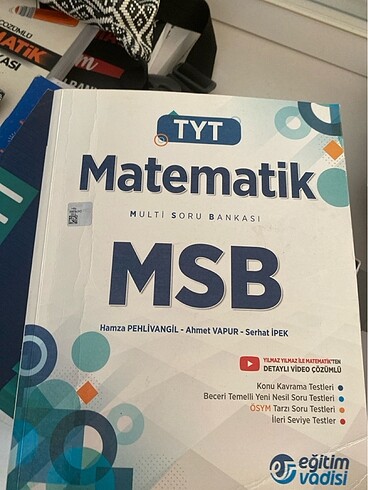 TYT
Matematik
MULTİ SORU BANKASI
MSB
Hamza PEHLİVANGİL - Ahmet VAPUR - Serhat İPEK
YILMAZ YILMAZ İLE MATEMATİK'TEN
DETAYLI VİDEO ÇÖZÜMLÜ
Konu Kavrama Testleri
Beceri Temelli Yeni Nesil Soru Testleri
ÖSYM Tarzı Soru Testleri
İleri Seviye Testler
eğitim
vadisi